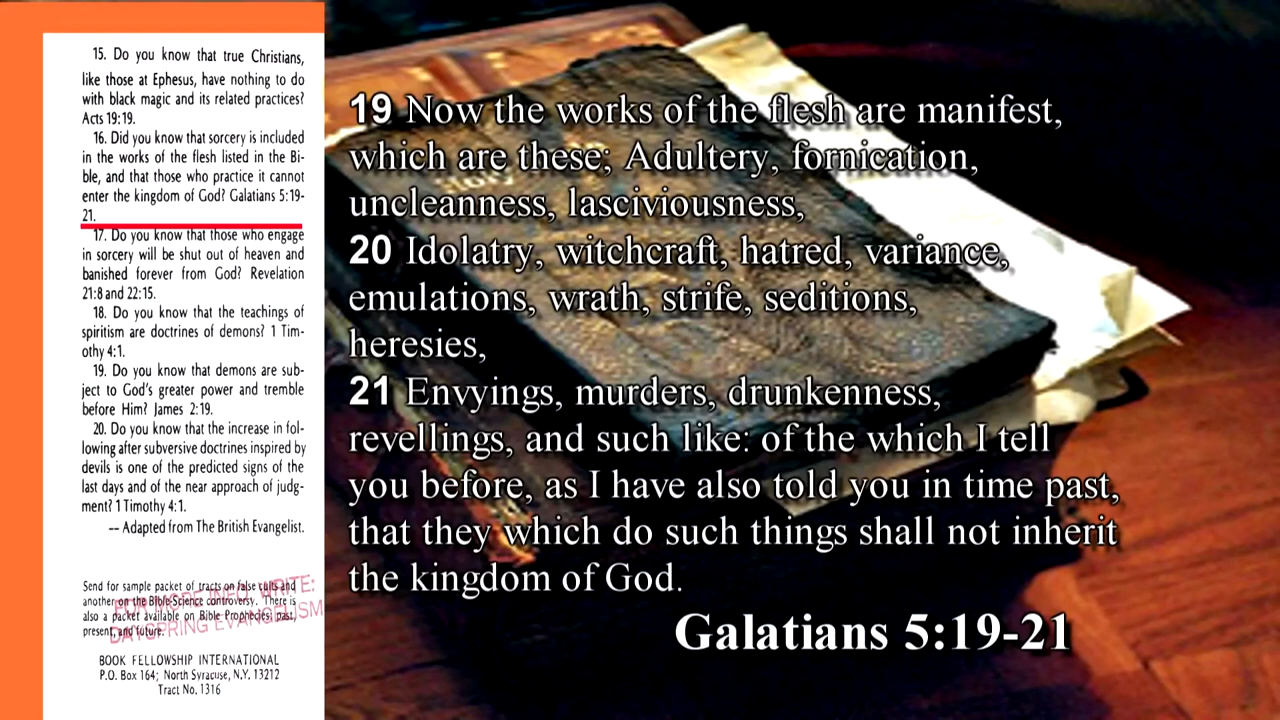 15. Do you know that true Christians,
like those at Ephesus, have nothing to do
with black magic and its related practices?
Acts 19:19.
16. Did you know that sorcery is included
in the works of the flesh listed in the Bi-
ble, and that those who practice it cannot
enter the kingdom of God? Galatians 5:19-
21.
17. Do you know that those who engage
in sorcery will be shut out of heaven and
banished forever from God? Revelation
21:8 and 22:15.
18. Do you know that the teachings of
spiritism are doctrines of demons? 1 Tim-
othy 4:1.
19. Do you know that demons are sub-
ject to God's greater power and tremble
before Him? James 2:19.
20. Do you know that the increase in fol-
lowing after subversive doctrines inspired by
devils is one of the predicted signs of the
last days and of the near approach of judg-
ment? 1 Timothy 4:1.
-- Adapted from The British Evangelist.
Send for sample packet of tracts on false cults and
another on the Bible-Science controversy. There is
also a packet available on Bible Prophecies; past,
present, and future.
FOR MORE INFO. WRITE:
DAYSPRING EVANGELISM
BOOK FELLOWSHIP INTERNATIONAL
P.O. Box 164; North Syracuse, N.Y. 13212
Tract No. 1316
19 Now the works of the flesh are manifest,
which are these; Adultery, fornication,
uncleanness, lasciviousness,
20 Idolatry, witchcraft, hatred, variance,
emulations, wrath, strife, seditions,
heresies,
21 Envyings, murders, drunkenness,
revellings, and such like: of the which I tell
you before, as I have also told you in time past,
that they which do such things shall not inherit
the kingdom of God.
Galatians 5:19-21